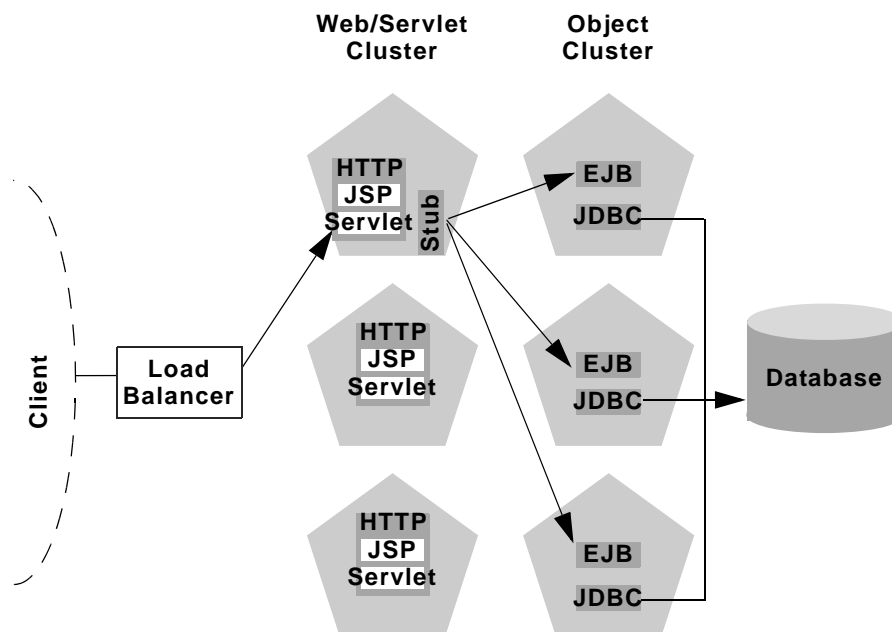 Web/Servlet
Cluster
Object
Cluster
HTTP
JSP
Servlet
Stub
EJB
JDBC
HTTP
JSP
Servlet
EJB
JDBC
HTTP
JSP
Servlet
EJB
JDBC
Client
Load
Balancer
Database